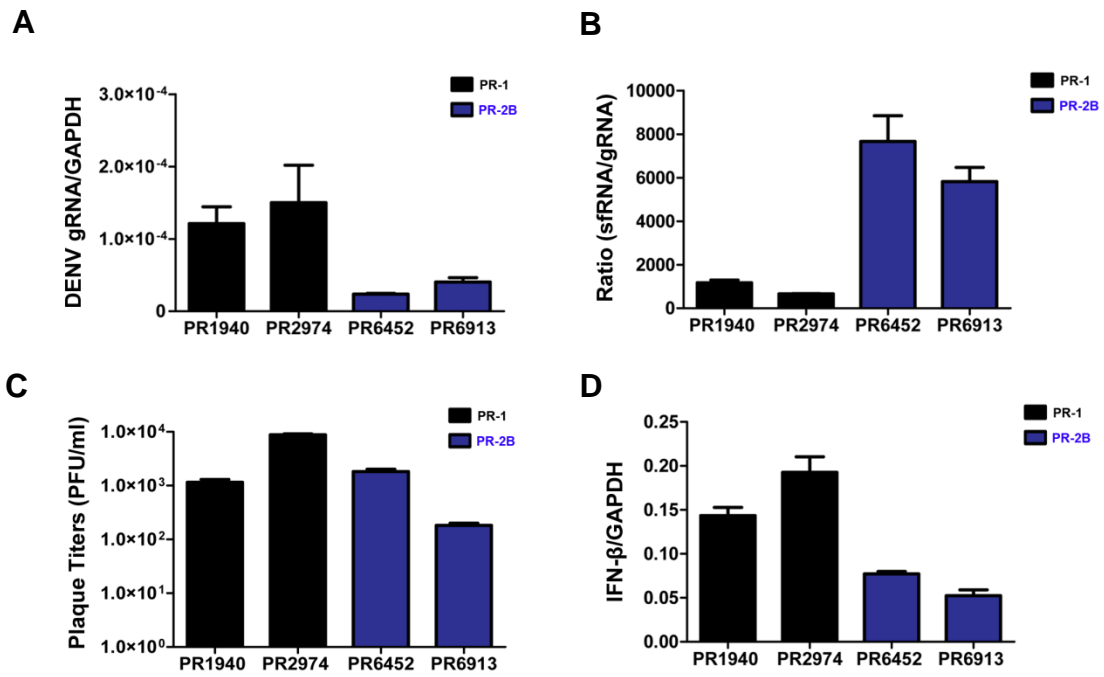 A
DENV gRNA/GAPDH
3.0×10⁻⁴
2.0×10⁻⁴
1.0×10⁻⁴
0
PR1940 PR2974 PR6452 PR6913
PR-1
PR-2B
B
Ratio (sfRNA/gRNA)
10000
8000
6000
4000
2000
0
PR1940 PR2974 PR6452 PR6913
PR-1
PR-2B
C
Plaque Titers (PFU/ml)
1.0×10⁴
1.0×10³
1.0×10²
1.0×10¹
1.0×10⁰
PR1940 PR2974 PR6452 PR6913
PR-1
PR-2B
D
IFN-β/GAPDH
0.25
0.20
0.15
0.10
0.05
0.00
PR1940 PR2974 PR6452 PR6913
PR-1
PR-2B